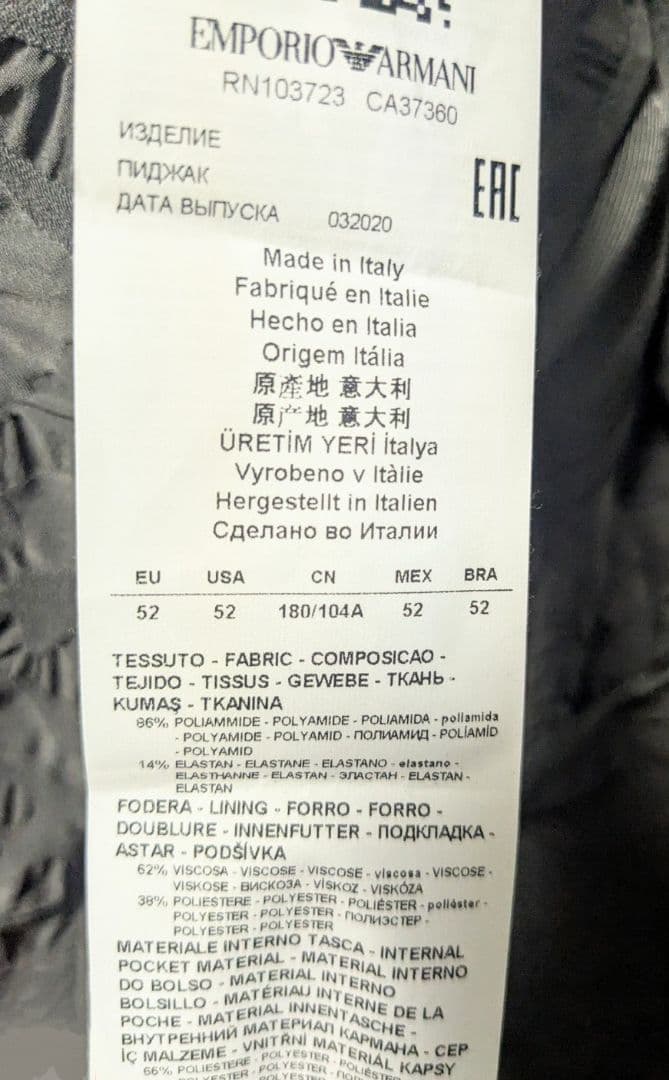 EMPORIO ARMANI
RN103723 CA37360
ИЗДЕЛИЕ
ПИДЖАК
EAC
ДАТА ВЫПУСКА 032020
Made in Italy
Fabriqué en Italie
Hecho en Italia
Origem Itália
原產地 意大利
原产地 意大利
ÜRETİM YERİ İtalya
Vyrobeno v Itàlie
Hergestellt in Italien
Сделано во Италии
EU USA CN MEX BRA
52 52 180/104A 52 52
TESSUTO - FABRIC - COMPOSICAO -
TEJIDO - TISSUS - GEWEBE - ТКАНЬ -
KUMAŞ - TKANINA
86% POLIAMMIDE - POLYAMIDE - POLIAMIDA - poliamida
- POLYAMIDE - POLYAMID - ПОЛИАМИД - POLİAMİD
- POLYAMID
14% ELASTAN - ELASTANE - ELASTANO - elastano -
ELASTHANNE - ELASTAN - ЭЛАСТАН - ELASTAN -
ELASTAN
FODERA - LINING - FORRO - FORRO -
DOUBLURE - INNENFUTTER - ПОДКЛАДКА -
ASTAR - PODŠÍVKA
62% VISCOSA - VISCOSE - VISCOSE - viscosa - VISCOSE -
VISKOSE - ВИСКОЗА - VİSKOZ - VISKÓZA
38% POLIESTERE - POLYESTER - POLIÉSTER - poliéster -
POLYESTER - POLYESTER - ПОЛИЭСТЕР -
POLYESTER - POLYESTER
MATERIALE INTERNO TASCA - INTERNAL
POCKET MATERIAL - MATERIAL INTERNO
DO BOLSO - MATERIAL INTERNO
BOLSILLO - MATÉRIAU INTERNE DE LA
POCHE - MATERIAL INNENTASCHE -
ВНУТРЕННИЙ МАТЕРИАЛ КАРМАНА - CEP
İÇ MALZEME - VNITŘNÍ MATERIÁL KAPSY
POLIESTERE - POLYESTER - POLIÉSTER